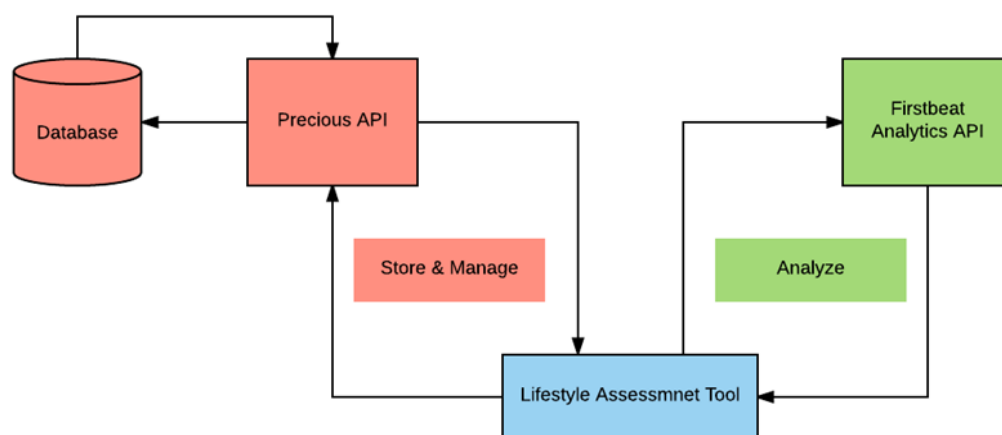 Database
Precious API
Firstbeat
Analytics API
Store & Manage
Analyze
Lifestyle Assessmnet Tool